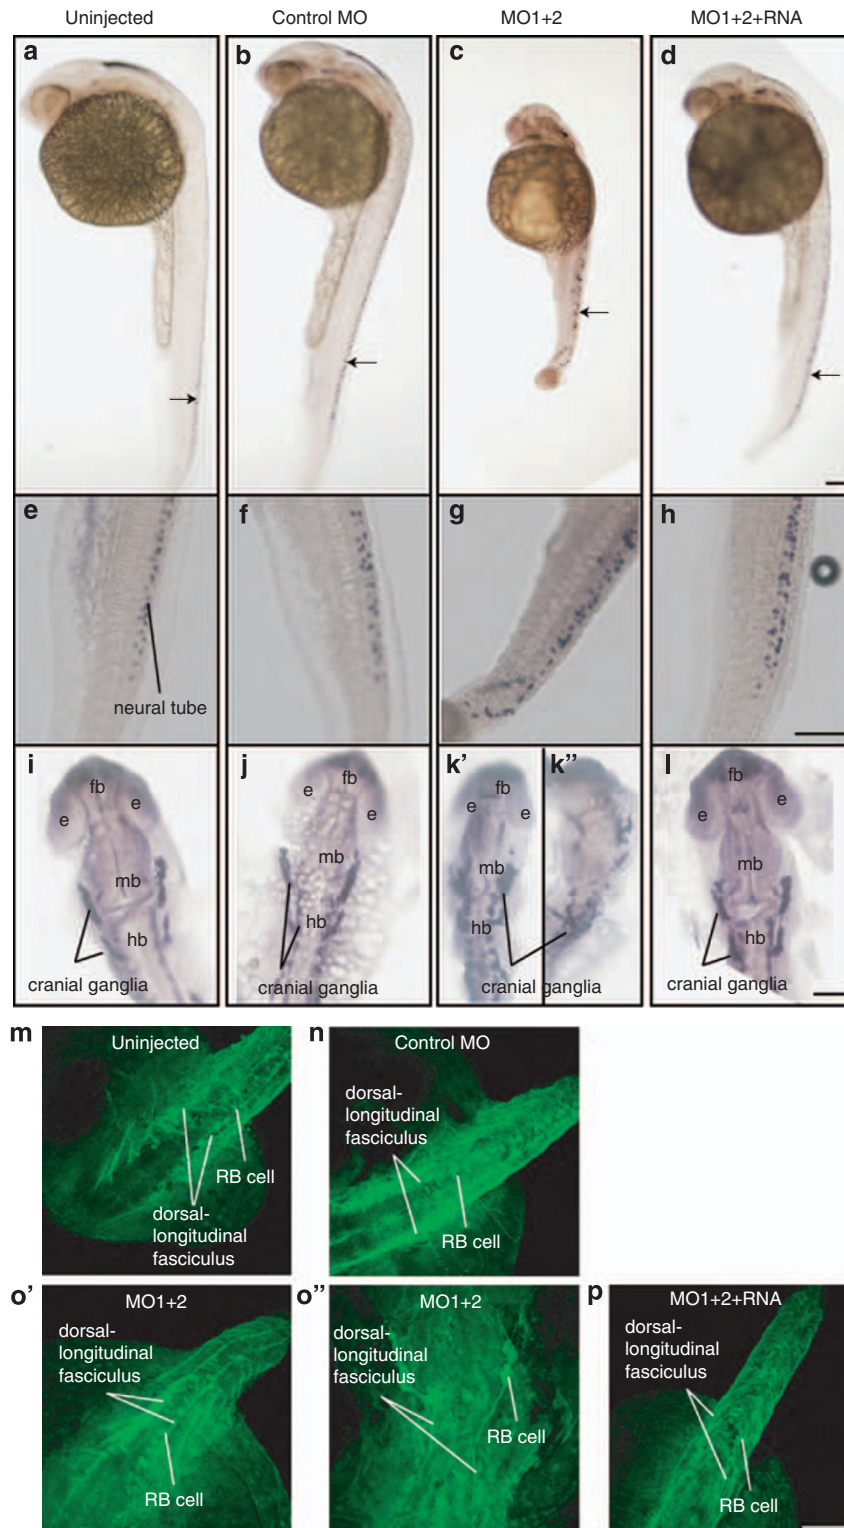 Uninjected Control MO MO1+2 MO1+2+RNA
a b c d
e f g h
neural tube
i j k’ k” l
fb e e
mb
hb
cranial ganglia
fb e e
mb
hb
cranial ganglia
fb
e e
mb
hb
cranial ganglia
fb
e e
mb
hb
cranial ganglia
m Uninjected
RB cell
dorsal-
longitudinal
fasciculus
n Control MO
dorsal-
longitudinal
fasciculus
RB cell
o’ MO1+2
dorsal-
longitudinal
fasciculus
RB cell
o” MO1+2
dorsal-
longitudinal
fasciculus
RB cell
p MO1+2+RNA
dorsal-
longitudinal
fasciculus
RB cell